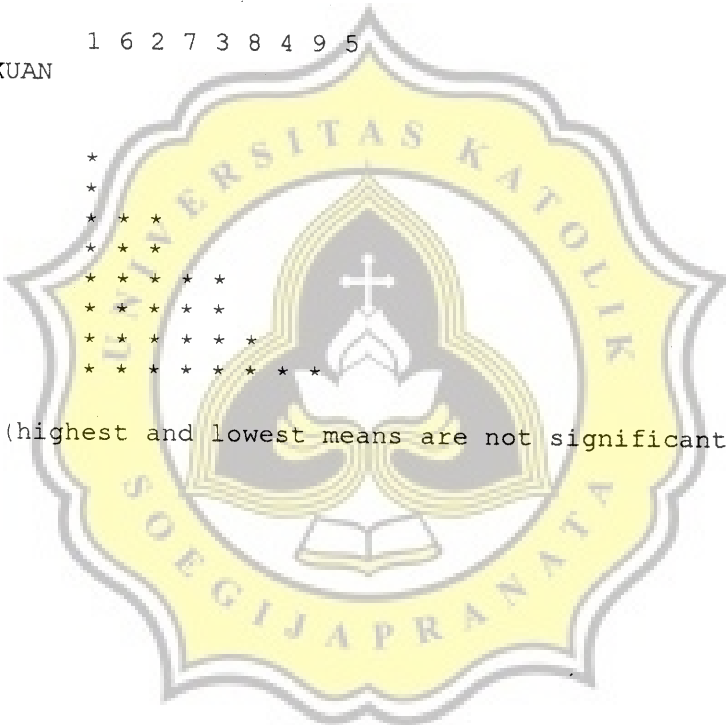 1 6 2 7 3 8 4 9 5
KUAN
*
*
* * *
* * *
* * * * *
* * * * *
* * * * * *
* * * * * * * *
(highest and lowest means are not significant
UNIVERSITAS KATOLIK
SOEGIJAPRANATA